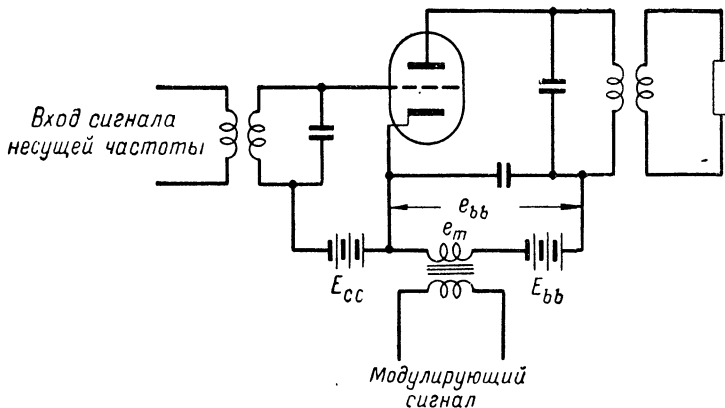 Вход сигнала
несущей частоты
e_bb
e_m
E_cc
E_bb
Модулирующий
сигнал